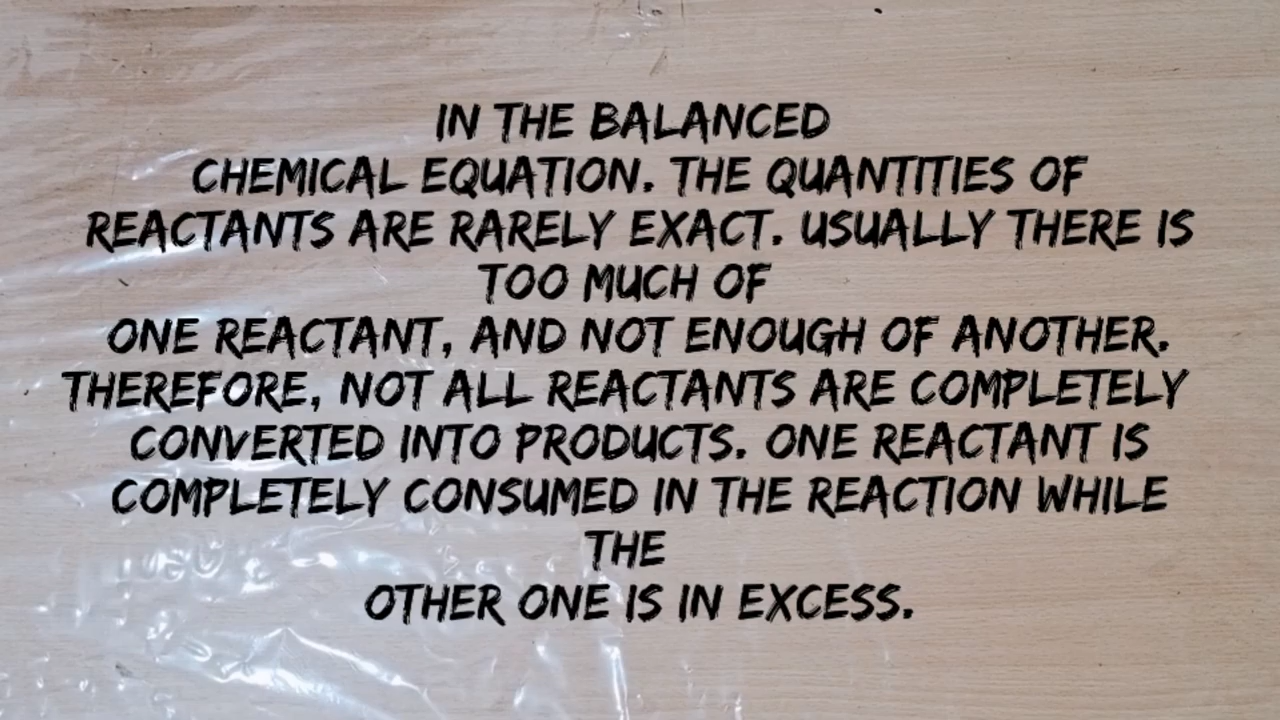 IN THE BALANCED
CHEMICAL EQUATION. THE QUANTITIES OF
REACTANTS ARE RARELY EXACT. USUALLY THERE IS
TOO MUCH OF
ONE REACTANT, AND NOT ENOUGH OF ANOTHER.
THEREFORE, NOT ALL REACTANTS ARE COMPLETELY
CONVERTED INTO PRODUCTS. ONE REACTANT IS
COMPLETELY CONSUMED IN THE REACTION WHILE
THE
OTHER ONE IS IN EXCESS.